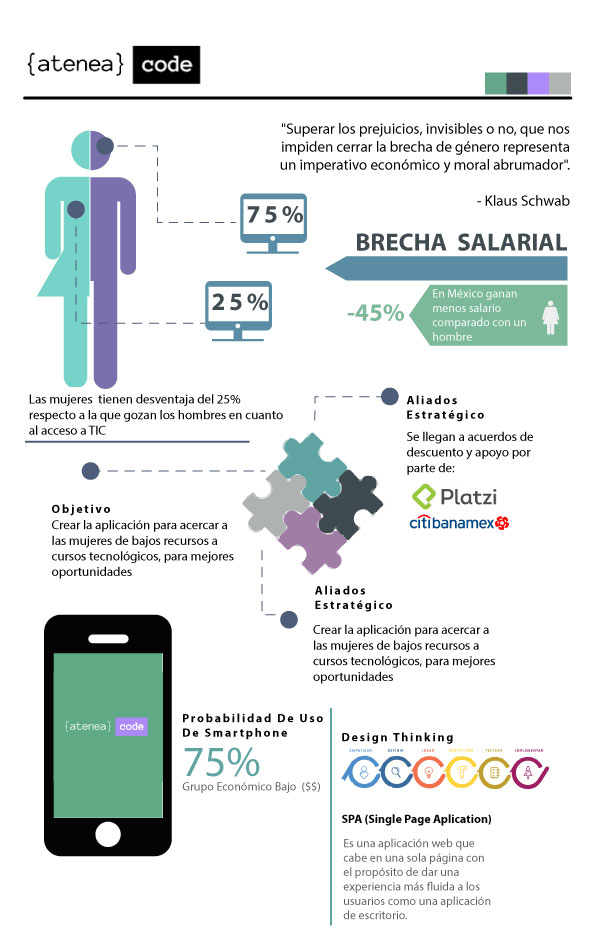 {atenea} code
"Superar los prejuicios, invisibles o no, que nos
impiden cerrar la brecha de género representa
un imperativo económico y moral abrumador".
- Klaus Schwab
75%
25%
BRECHA SALARIAL
-45%
En México ganan
menos salario
comparado con un
hombre
Las mujeres tienen desventaja del 25%
respecto a la que gozan los hombres en cuanto
al acceso a TIC
Aliados
Estratégico
Se llegan a acuerdos de
descuento y apoyo por
parte de:
Platzi
citibanamex
Objetivo
Crear la aplicación para acercar a
las mujeres de bajos recursos a
cursos tecnológicos, para mejores
oportunidades
Aliados
Estratégico
Crear la aplicación para acercar a
las mujeres de bajos recursos a
cursos tecnológicos, para mejores
oportunidades
{atenea} code
Probabilidad De Uso
De Smartphone
75%
Grupo Económico Bajo ($$)
Design Thinking
EMPATIZAR DEFINIR IDEAR PROTOTIPAR TESTEAR IMPLEMENTAR
SPA (Single Page Aplication)
Es una aplicación web que
cabe en una sola página con
el propósito de dar una
experiencia más fluida a los
usuarios como una aplicación
de escritorio.